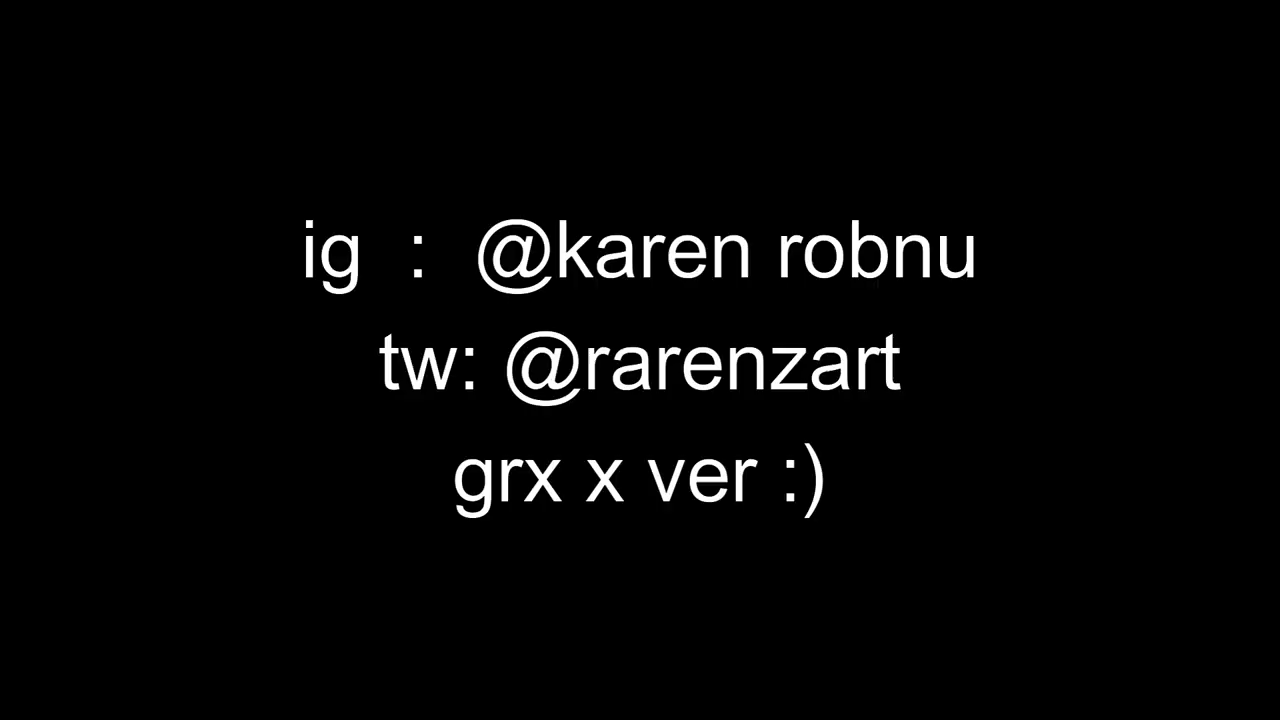 ig  :  @karen robnu
tw: @rarenzart
grx x ver :)